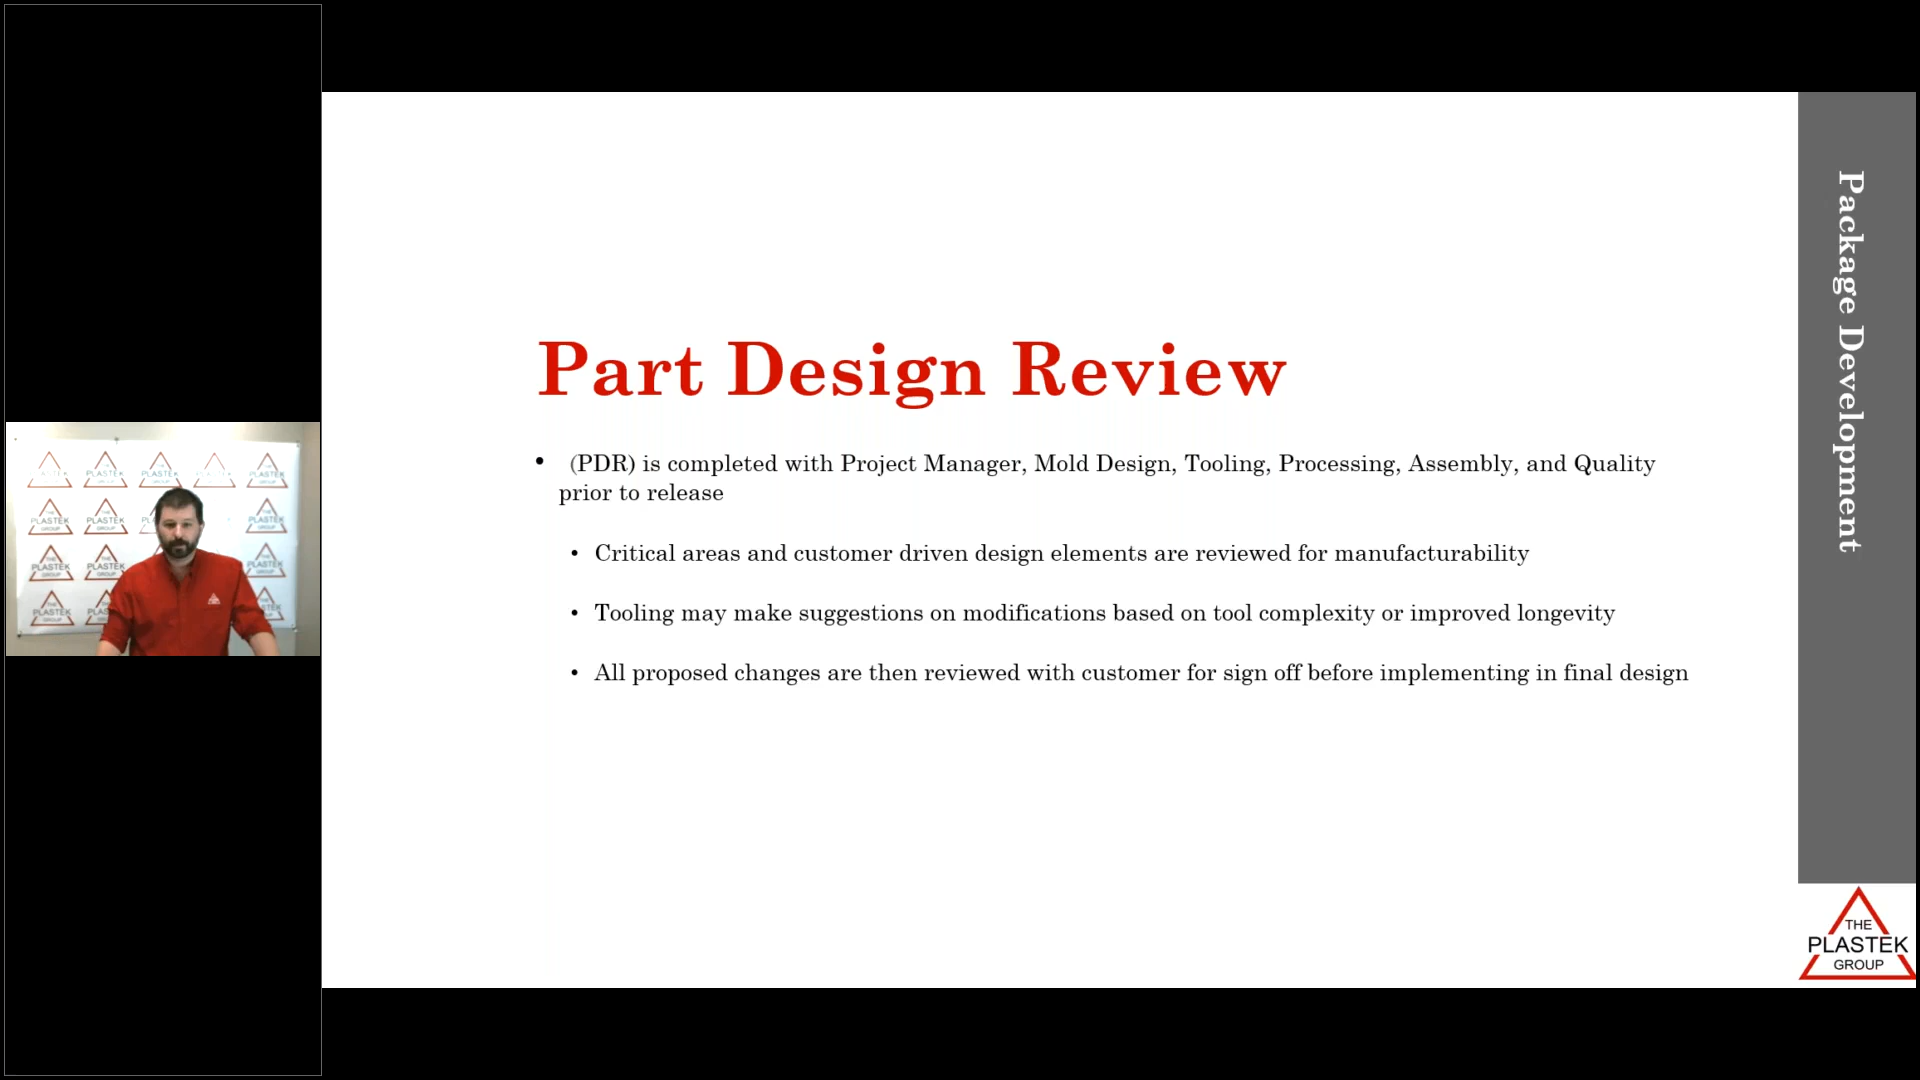 Part Design Review
• (PDR) is completed with Project Manager, Mold Design, Tooling, Processing, Assembly, and Quality
prior to release
• Critical areas and customer driven design elements are reviewed for manufacturability
• Tooling may make suggestions on modifications based on tool complexity or improved longevity
• All proposed changes are then reviewed with customer for sign off before implementing in final design
Package Development
THE
PLASTEK
GROUP